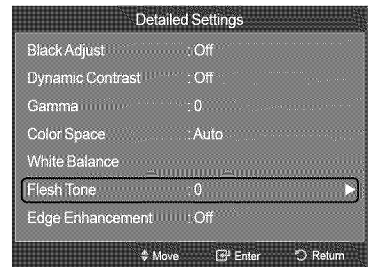 Detailed Settings
Black Adjust : Off
Dynamic Contrast : Off
Gamma : 0
Color Space : Auto
White Balance
Flesh Tone : 0
Edge Enhancement : Off
Move Enter Return